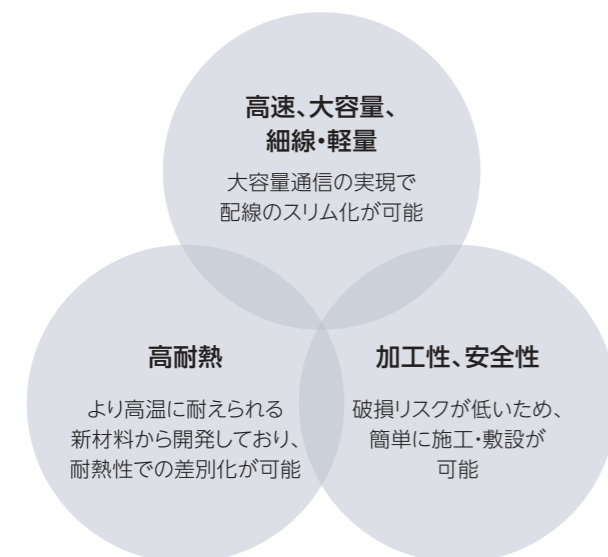 高速、大容量、
細線・軽量
大容量通信の実現で
配線のスリム化が可能
高耐熱
より高温に耐えられる
新材料から開発しており、
耐熱性での差別化が可能
加工性、安全性
破損リスクが低いため、
簡単に施工・敷設が
可能